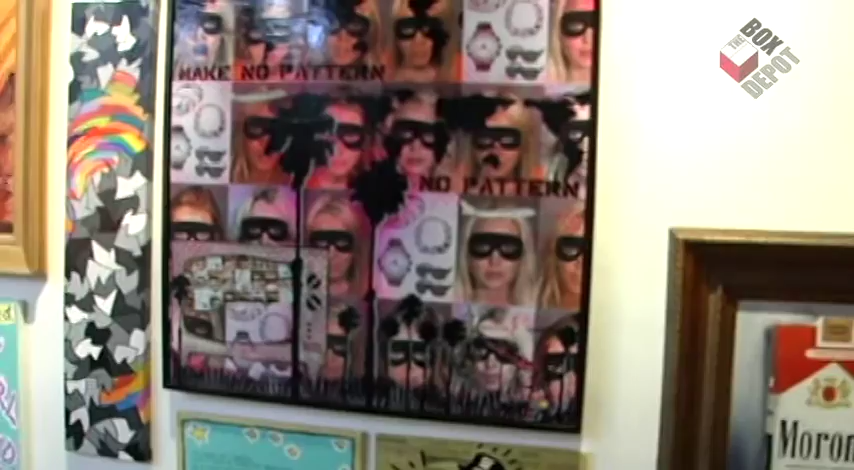 THE
BOX
DEPOT
MAKE NO PATTERN
NO PATTERN
Moron